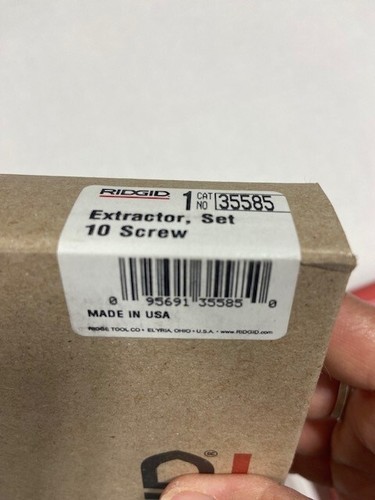 RIDGID 1 CAT NO 35585
Extractor, Set
10 Screw
0 95691 35585 0
MADE IN USA
RIDGE TOOL CO • ELYRIA, OHIO • U.S.A. • www.RIDGID.com
®